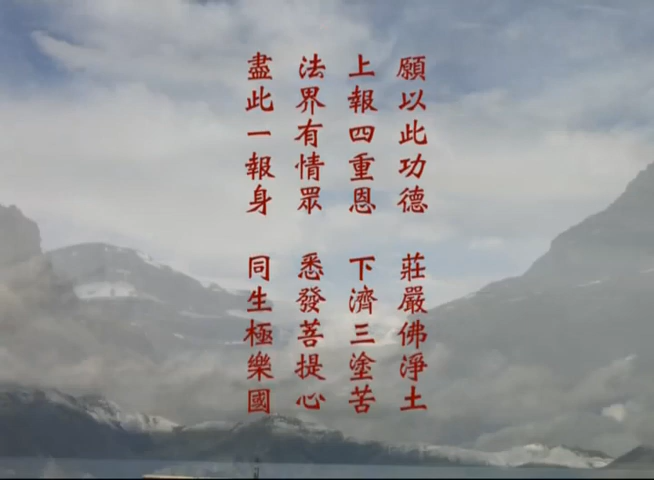 願以此功德 莊嚴佛淨土
上報四重恩 下濟三塗苦
法界有情眾 悉發菩提心
盡此一報身 同生極樂國